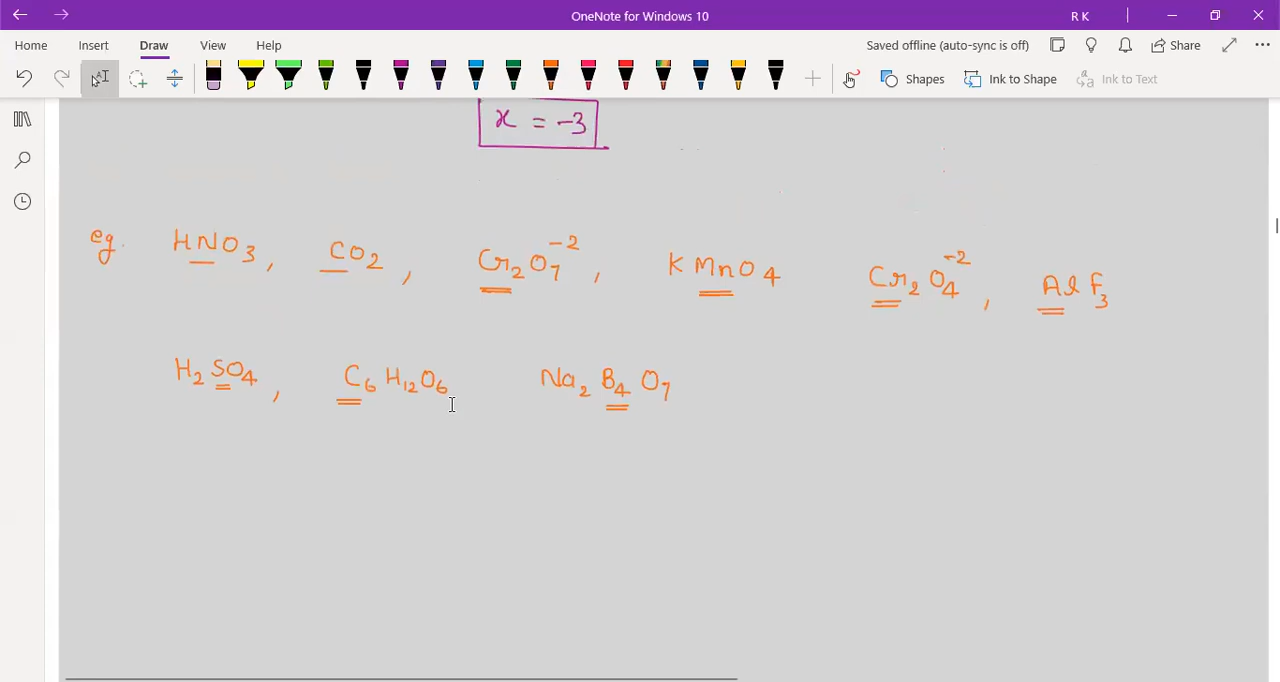 OneNote for Windows 10
R K
Home Insert Draw View Help
Saved offline (auto-sync is off) Share
Shapes Ink to Shape Ink to Text
x = -3
eg. HNO3, CO2, Cr2O7^-2, KMnO4 Cr2O4^-2, AlF3
H2SO4, C6H12O6 Na2B4O7